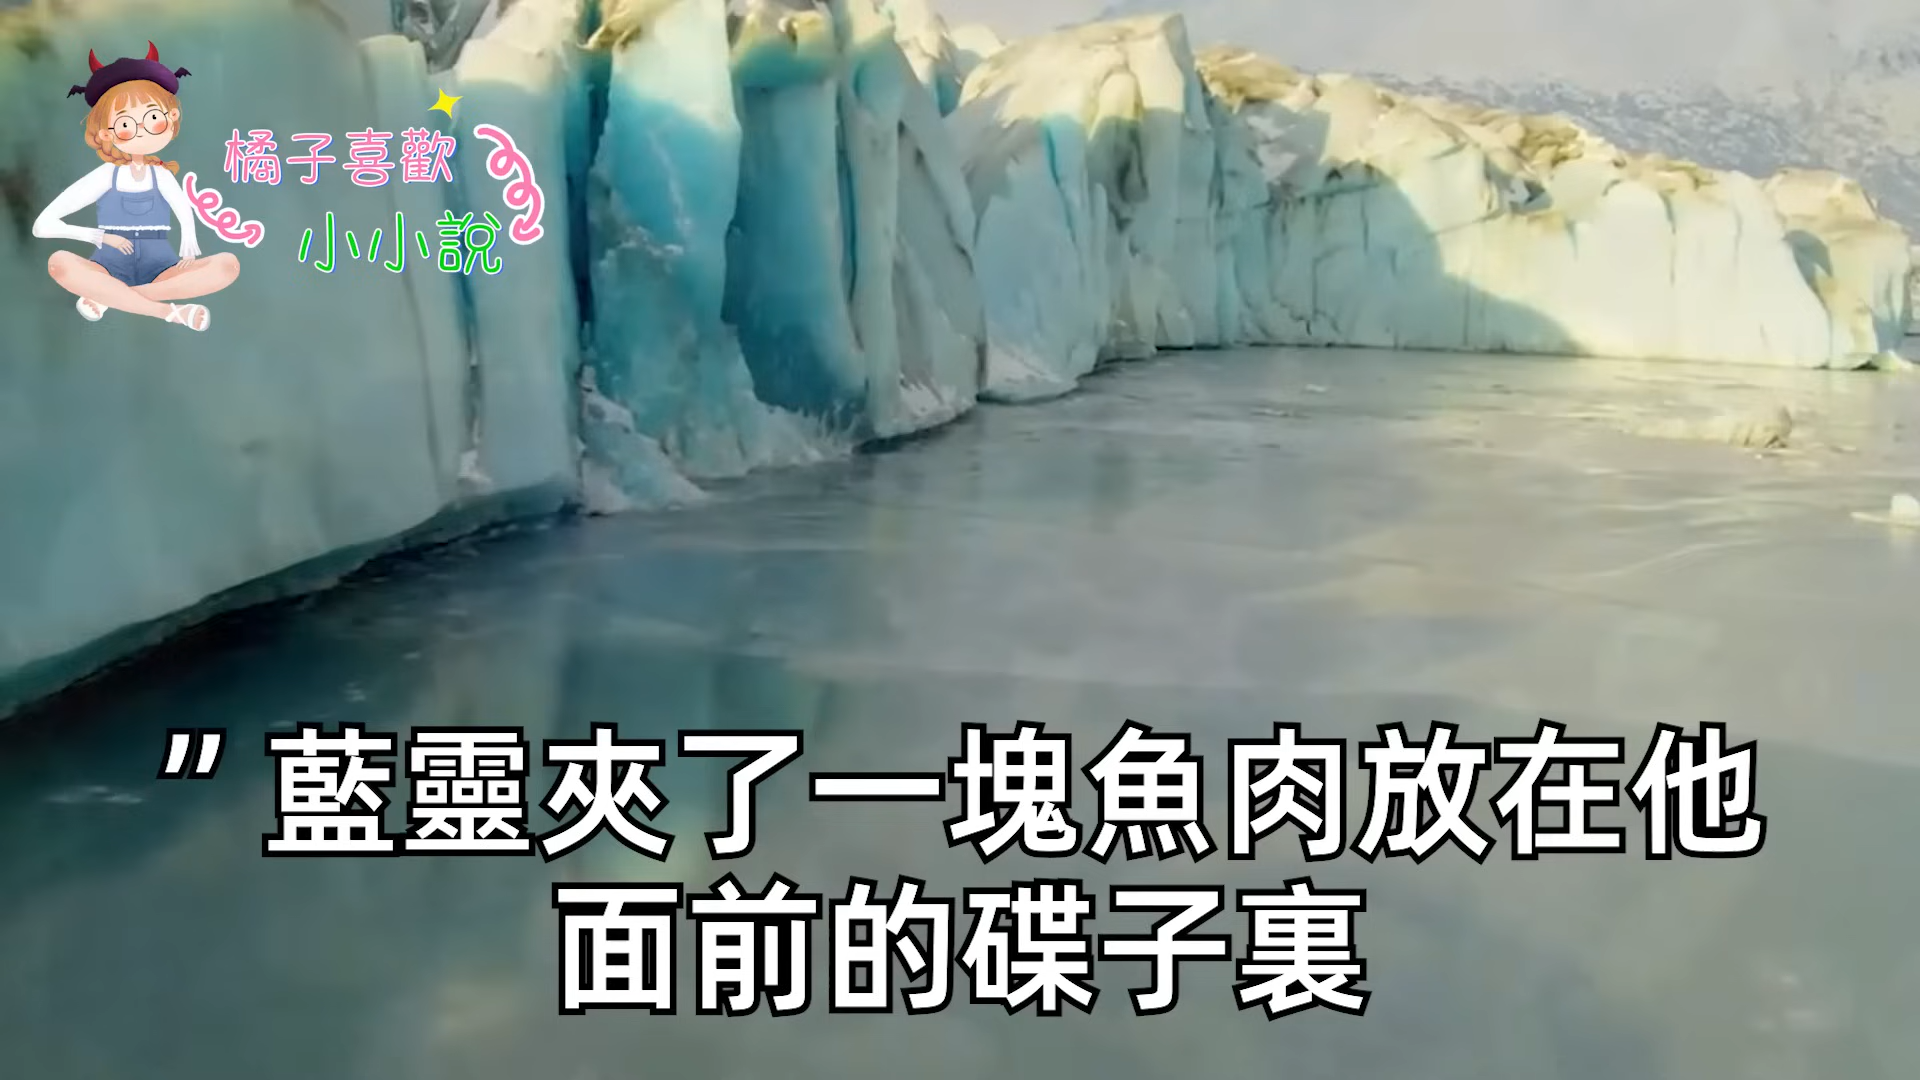 橘子喜歡
小小說
”藍靈夾了一塊魚肉放在他
面前的碟子裏